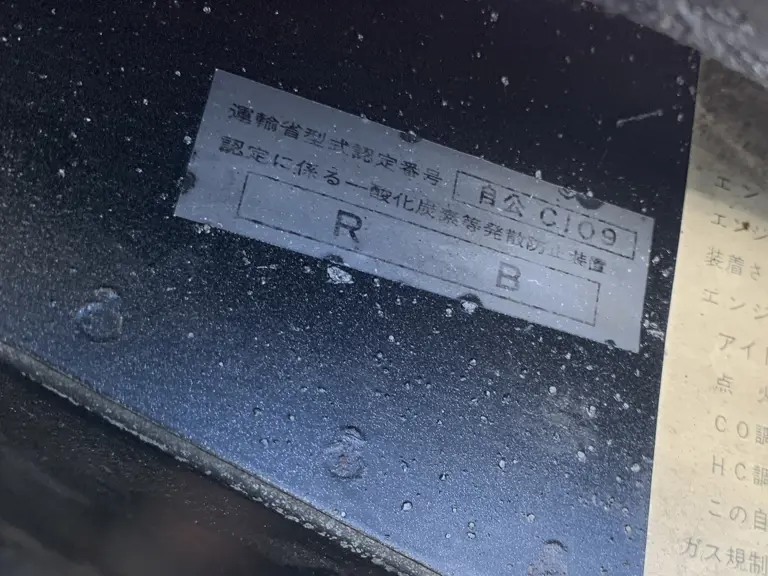 運輸省型式認定番号 自公 C109
認定に係る一酸化炭素等発散防止装置
R B
エン
エンジ
装着さ
エンジ
アイド
点 火
CO調
HC調
この自
ガス規制